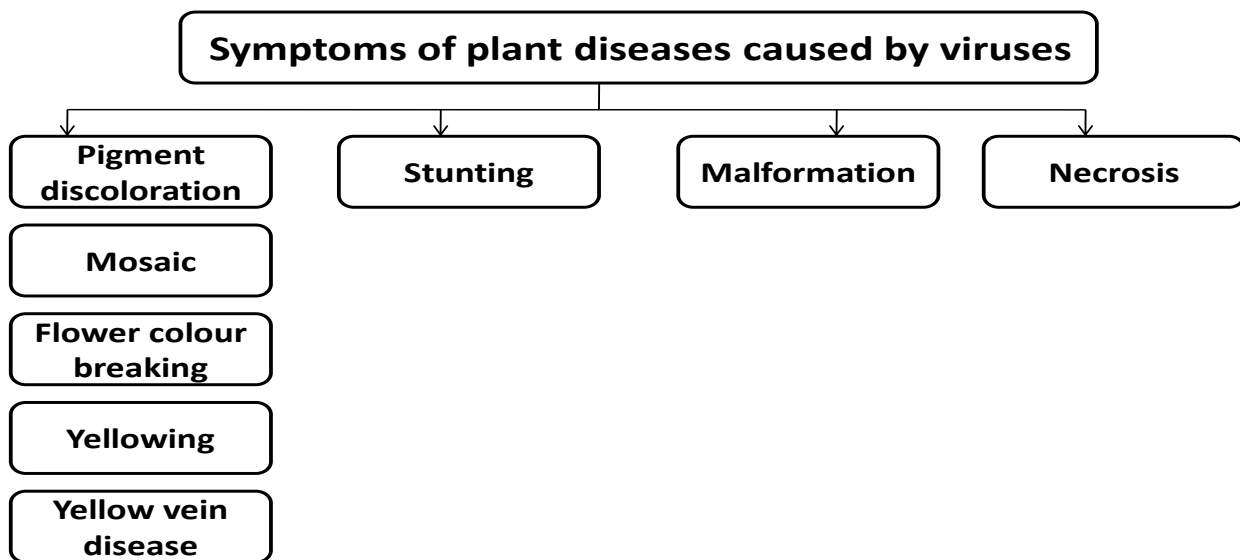 Symptoms of plant diseases caused by viruses
Pigment
discoloration
Stunting
Malformation
Necrosis
Mosaic
Flower colour
breaking
Yellowing
Yellow vein
disease